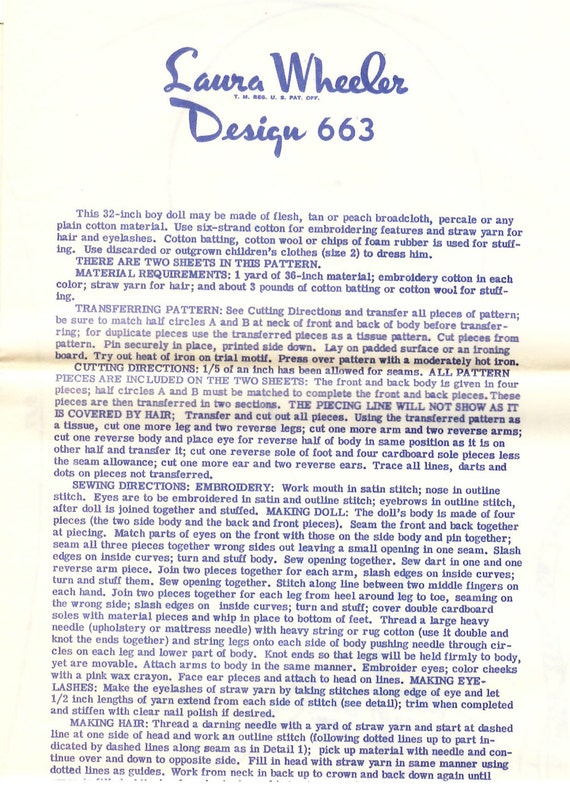 Laura Wheeler
T. M. REG. U. S. PAT. OFF.
Design 663
This 32-inch boy doll may be made of flesh, tan or peach broadcloth, percale or any
plain cotton material. Use six-strand cotton for embroidering features and straw yarn for
hair and eyelashes. Cotton batting, cotton wool or chips of foam rubber is used for stuff-
ing. Use discarded or outgrown children's clothes (size 2) to dress him.
THERE ARE TWO SHEETS IN THIS PATTERN.
MATERIAL REQUIREMENTS: 1 yard of 36-inch material; embroidery cotton in each
color; straw yarn for hair; and about 3 pounds of cotton batting or cotton wool for stuff-
ing.
TRANSFERRING PATTERN: See Cutting Directions and transfer all pieces of pattern;
be sure to match half circles A and B at neck of front and back of body before transfer-
ring; for duplicate pieces use the transferred pieces as a tissue pattern. Cut pieces from
pattern. Pin securely in place, printed side down. Lay on padded surface or an ironing
board. Try out heat of iron on trial motif. Press over pattern with a moderately hot iron.
CUTTING DIRECTIONS: 1/5 of an inch has been allowed for seams. ALL PATTERN
PIECES ARE INCLUDED ON THE TWO SHEETS: The front and back body is given in four
pieces; half circles A and B must be matched to complete the front and back pieces. These
pieces are then transferred in two sections. THE PIECING LINE WILL NOT SHOW AS IT
IS COVERED BY HAIR; Transfer and cut out all pieces. Using the transferred pattern as
a tissue, cut one more leg and two reverse legs; cut one more arm and two reverse arms;
cut one reverse body and place eye for reverse half of body in same position as it is on
other half and transfer it; cut one reverse sole of foot and four cardboard sole pieces less
the seam allowance; cut one more ear and two reverse ears. Trace all lines, darts and
dots on pieces not transferred.
SEWING DIRECTIONS: EMBROIDERY: Work mouth in satin stitch; nose in outline
stitch. Eyes are to be embroidered in satin and outline stitch; eyebrows in outline stitch,
after doll is joined together and stuffed. MAKING DOLL: The doll's body is made of four
pieces (the two side body and the back and front pieces). Seam the front and back together
at piecing. Match parts of eyes on the front with those on the side body and pin together;
seam all three pieces together wrong sides out leaving a small opening in one seam. Slash
edges on inside curves; turn and stuff body. Sew opening together. Sew dart in one and one
reverse arm piece. Join two pieces together for each arm, slash edges on inside curves;
turn and stuff them. Sew opening together. Stitch along line between two middle fingers on
each hand. Join two pieces together for each leg from heel around leg to toe, seaming on
the wrong side; slash edges on inside curves; turn and stuff; cover double cardboard
soles with material pieces and whip in place to bottom of feet. Thread a large heavy
needle (upholstery or mattress needle) with heavy string or rug cotton (use it double and
knot the ends together) and string legs onto each side of body pushing needle through cir-
cles on each leg and lower part of body. Knot ends so that legs will be held firmly to body,
yet are movable. Attach arms to body in the same manner. Embroider eyes; color cheeks
with a pink wax crayon. Face ear pieces and attach to head on lines. MAKING EYE-
LASHES: Make the eyelashes of straw yarn by taking stitches along edge of eye and let
1/2 inch lengths of yarn extend from each side of stitch (see detail); trim when completed
and stiffen with clear nail polish if desired.
MAKING HAIR: Thread a darning needle with a yard of straw yarn and start at dashed
line at one side of head and work an outline stitch (following dotted lines up to part in-
dicated by dashed lines along seam as in Detail 1); pick up material with needle and con-
tinue over and down to opposite side. Fill in head with straw yarn in same manner using
dotted lines as guides. Work from neck in back up to crown and back down again until